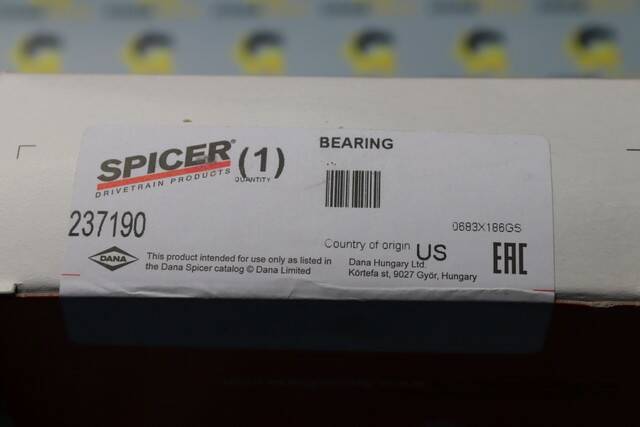 SPICER®
DRIVETRAIN PRODUCTS
(1)
QUANTITY
BEARING
237190
0683X186GS
Country of origin US
DANA
This product intended for use only as listed in
the Dana Spicer catalog © Dana Limited
Dana Hungary Ltd.
Körtefa st, 9027 Győr, Hungary
EAC